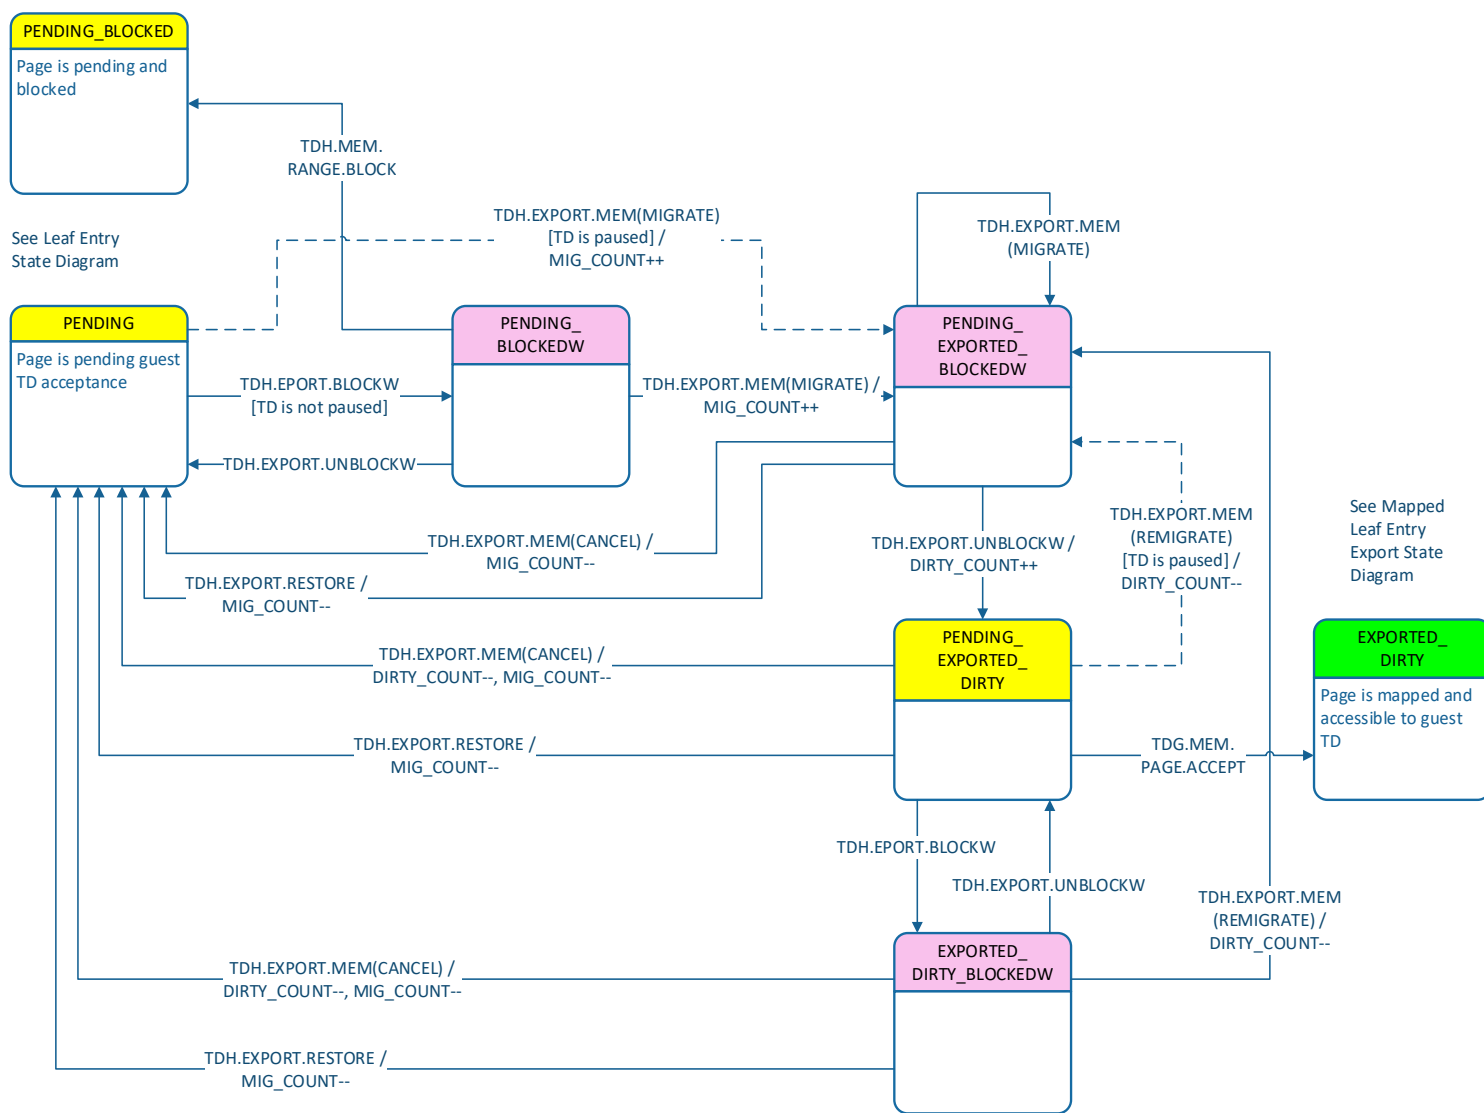 PENDING_BLOCKED
Page is pending and
blocked
TDH.MEM.
RANGE.BLOCK
See Leaf Entry
State Diagram
TDH.EXPORT.MEM(MIGRATE)
[TD is paused] /
MIG_COUNT++
TDH.EXPORT.MEM
(MIGRATE)
PENDING
Page is pending guest
TD acceptance
PENDING_
BLOCKEDW
PENDING_
EXPORTED_
BLOCKEDW
TDH.EPORT.BLOCKW
[TD is not paused]
TDH.EXPORT.MEM(MIGRATE) /
MIG_COUNT++
TDH.EXPORT.UNBLOCKW
TDH.EXPORT.MEM(CANCEL) /
MIG_COUNT--
TDH.EXPORT.UNBLOCKW /
DIRTY_COUNT++
TDH.EXPORT.MEM
(REMIGRATE)
[TD is paused] /
DIRTY_COUNT--
See Mapped
Leaf Entry
Export State
Diagram
TDH.EXPORT.RESTORE /
MIG_COUNT--
TDH.EXPORT.MEM(CANCEL) /
DIRTY_COUNT--, MIG_COUNT--
PENDING_
EXPORTED_
DIRTY
EXPORTED_
DIRTY
Page is mapped and
accessible to guest
TD
TDH.EXPORT.RESTORE /
MIG_COUNT--
TDG.MEM.
PAGE.ACCEPT
TDH.EPORT.BLOCKW
TDH.EXPORT.UNBLOCKW
TDH.EXPORT.MEM
(REMIGRATE) /
DIRTY_COUNT--
EXPORTED_
DIRTY_BLOCKEDW
TDH.EXPORT.MEM(CANCEL) /
DIRTY_COUNT--, MIG_COUNT--
TDH.EXPORT.RESTORE /
MIG_COUNT--